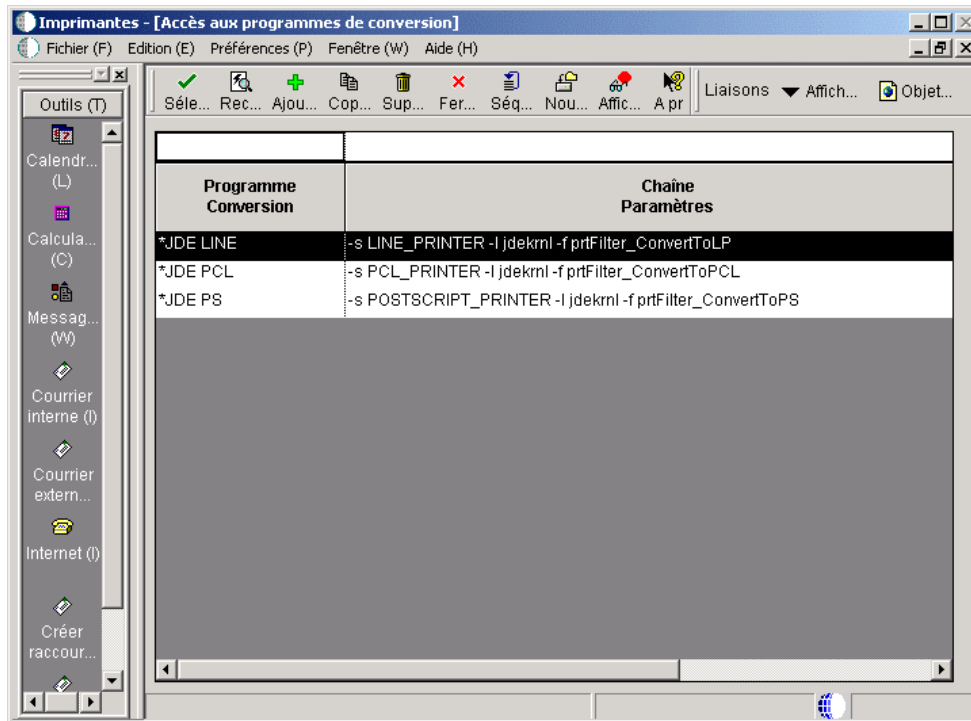 Imprimantes - [Accès aux programmes de conversion]
Fichier (F) Edition (E) Préférences (P) Fenêtre (W) Aide (H)
Outils (T)
Calendr...
(L)
Calcula...
(C)
Messag...
(W)
Courrier
interne (I)
Courrier
extern...
Internet (I)
Créer
raccour...
Séle... Rec... Ajou... Cop... Sup... Fer... Séq... Nou... Affic... A pr Liaisons Affich... Objet...
Programme
Conversion
Chaîne
Paramètres
*JDE LINE -s LINE_PRINTER -l jdekrnl -f prtFilter_ConvertToLP
*JDE PCL -s PCL_PRINTER -l jdekrnl -f prtFilter_ConvertToPCL
*JDE PS -s POSTSCRIPT_PRINTER -l jdekrnl -f prtFilter_ConvertToPS